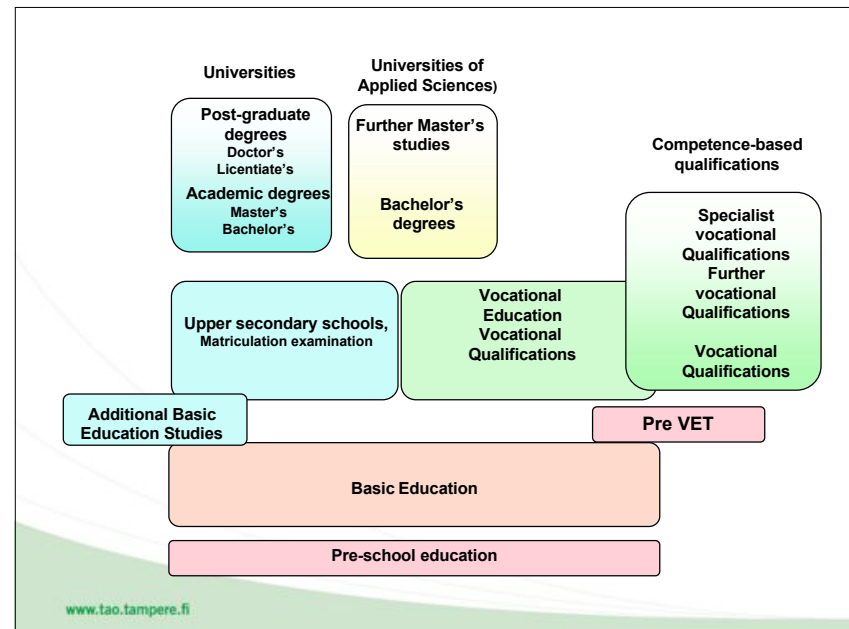 Universities
Universities of
Applied Sciences)
Post-graduate
degrees
Doctor's
Licentiate's
Academic degrees
Master's
Bachelor's
Further Master's
studies
Bachelor's
degrees
Competence-based
qualifications
Specialist
vocational
Qualifications
Further
vocational
Qualifications
Vocational
Qualifications
Upper secondary schools,
Matriculation examination
Vocational
Education
Vocational
Qualifications
Additional Basic
Education Studies
Pre VET
Basic Education
Pre-school education
www.tao.tampere.fi